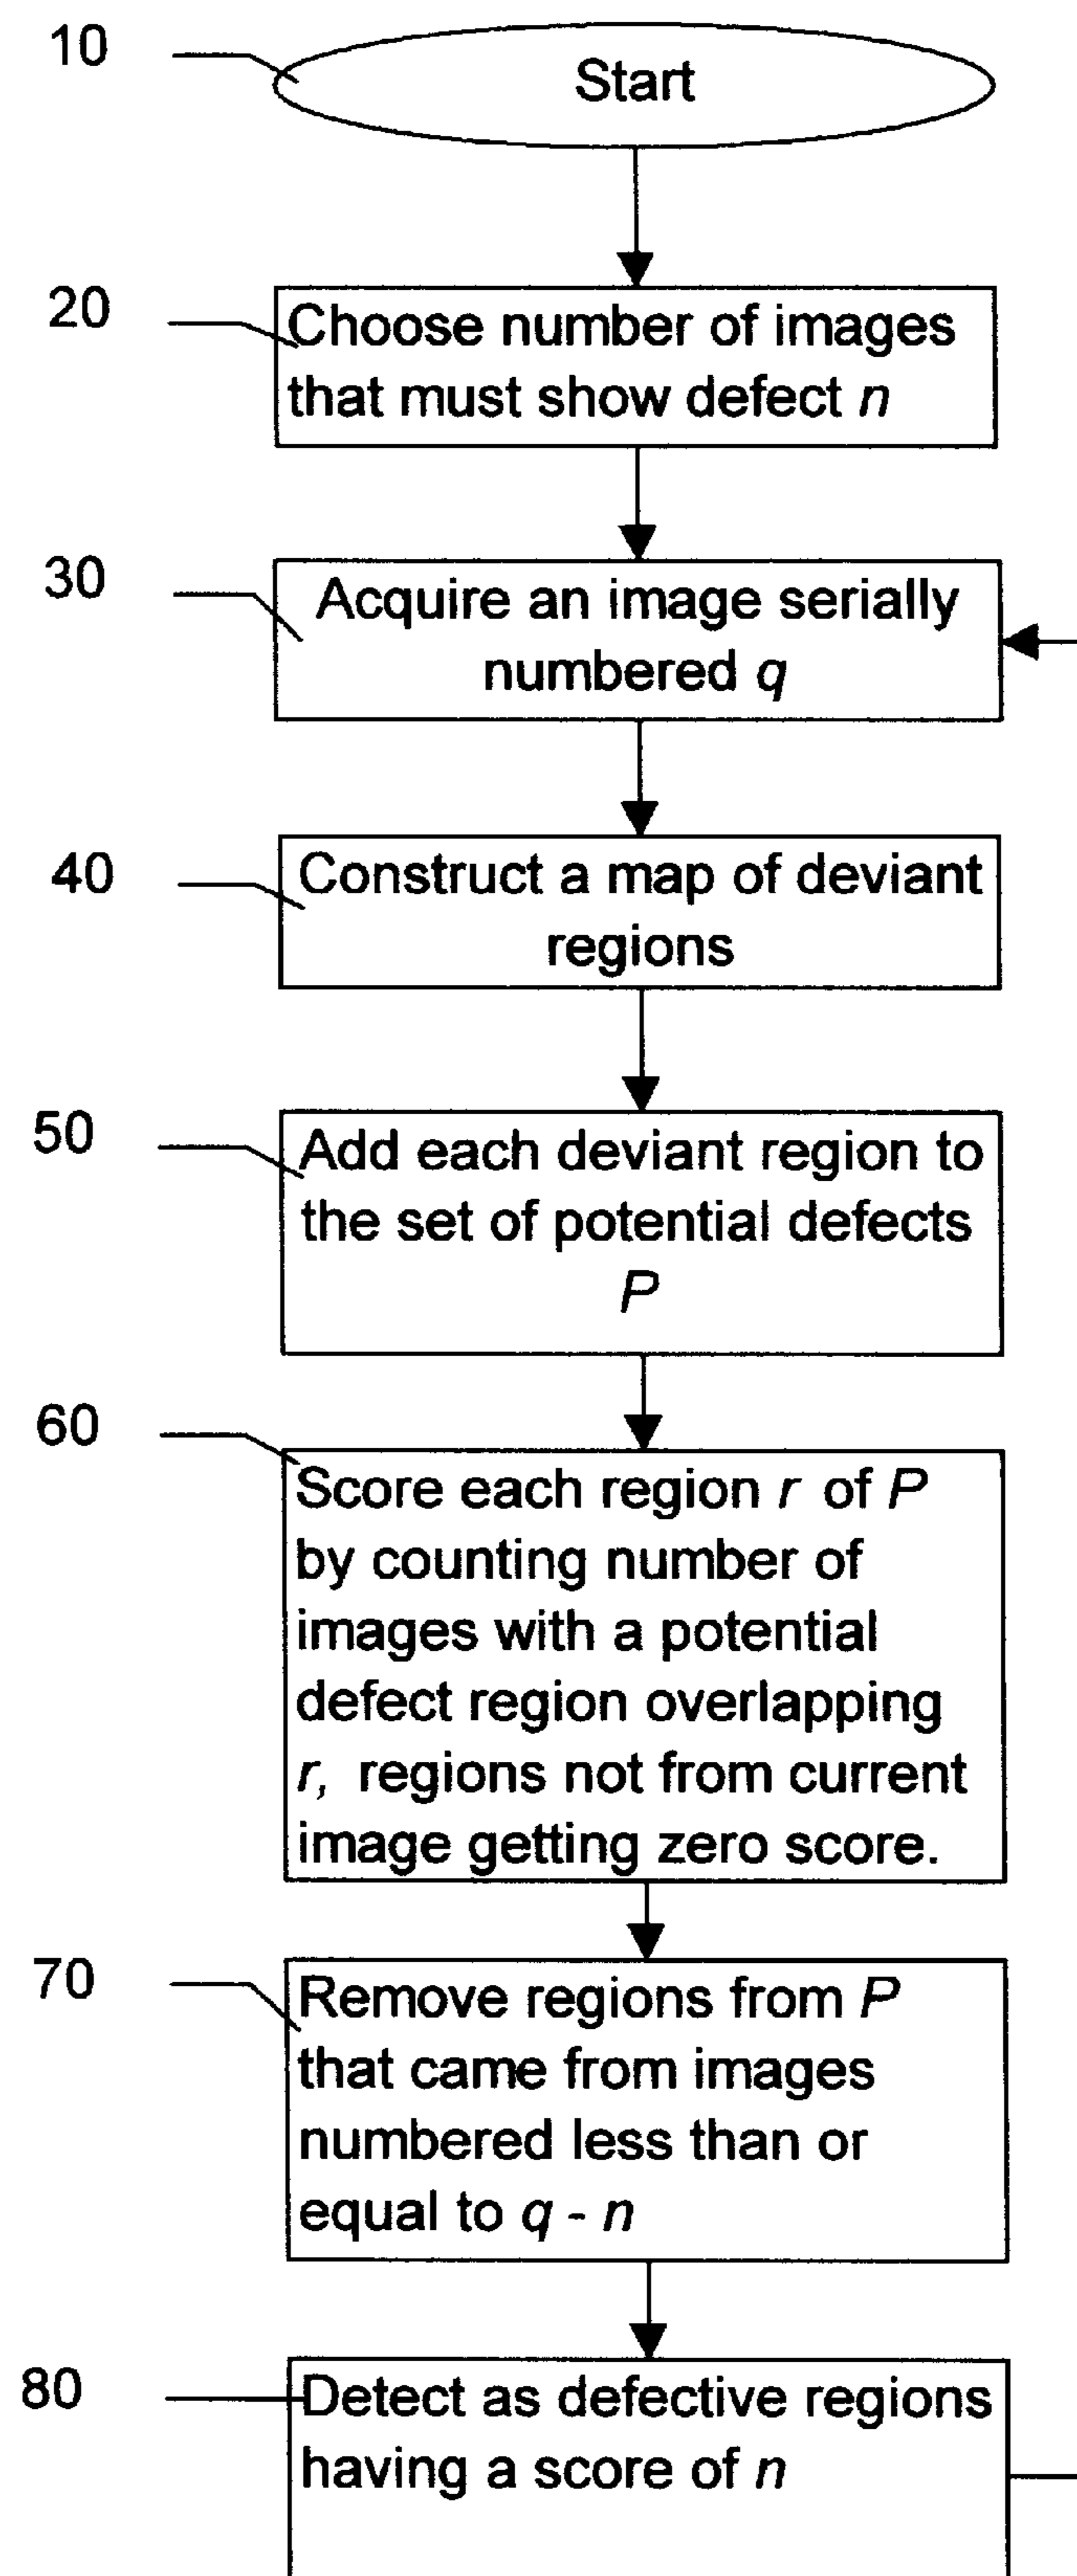 10
Start
20
Choose number of images
that must show defect n
30
Acquire an image serially
numbered q
40
Construct a map of deviant
regions
50
Add each deviant region to
the set of potential defects
P
60
Score each region r of P
by counting number of
images with a potential
defect region overlapping
r, regions not from current
image getting zero score.
70
Remove regions from P
that came from images
numbered less than or
equal to q - n
80
Detect as defective regions
having a score of n